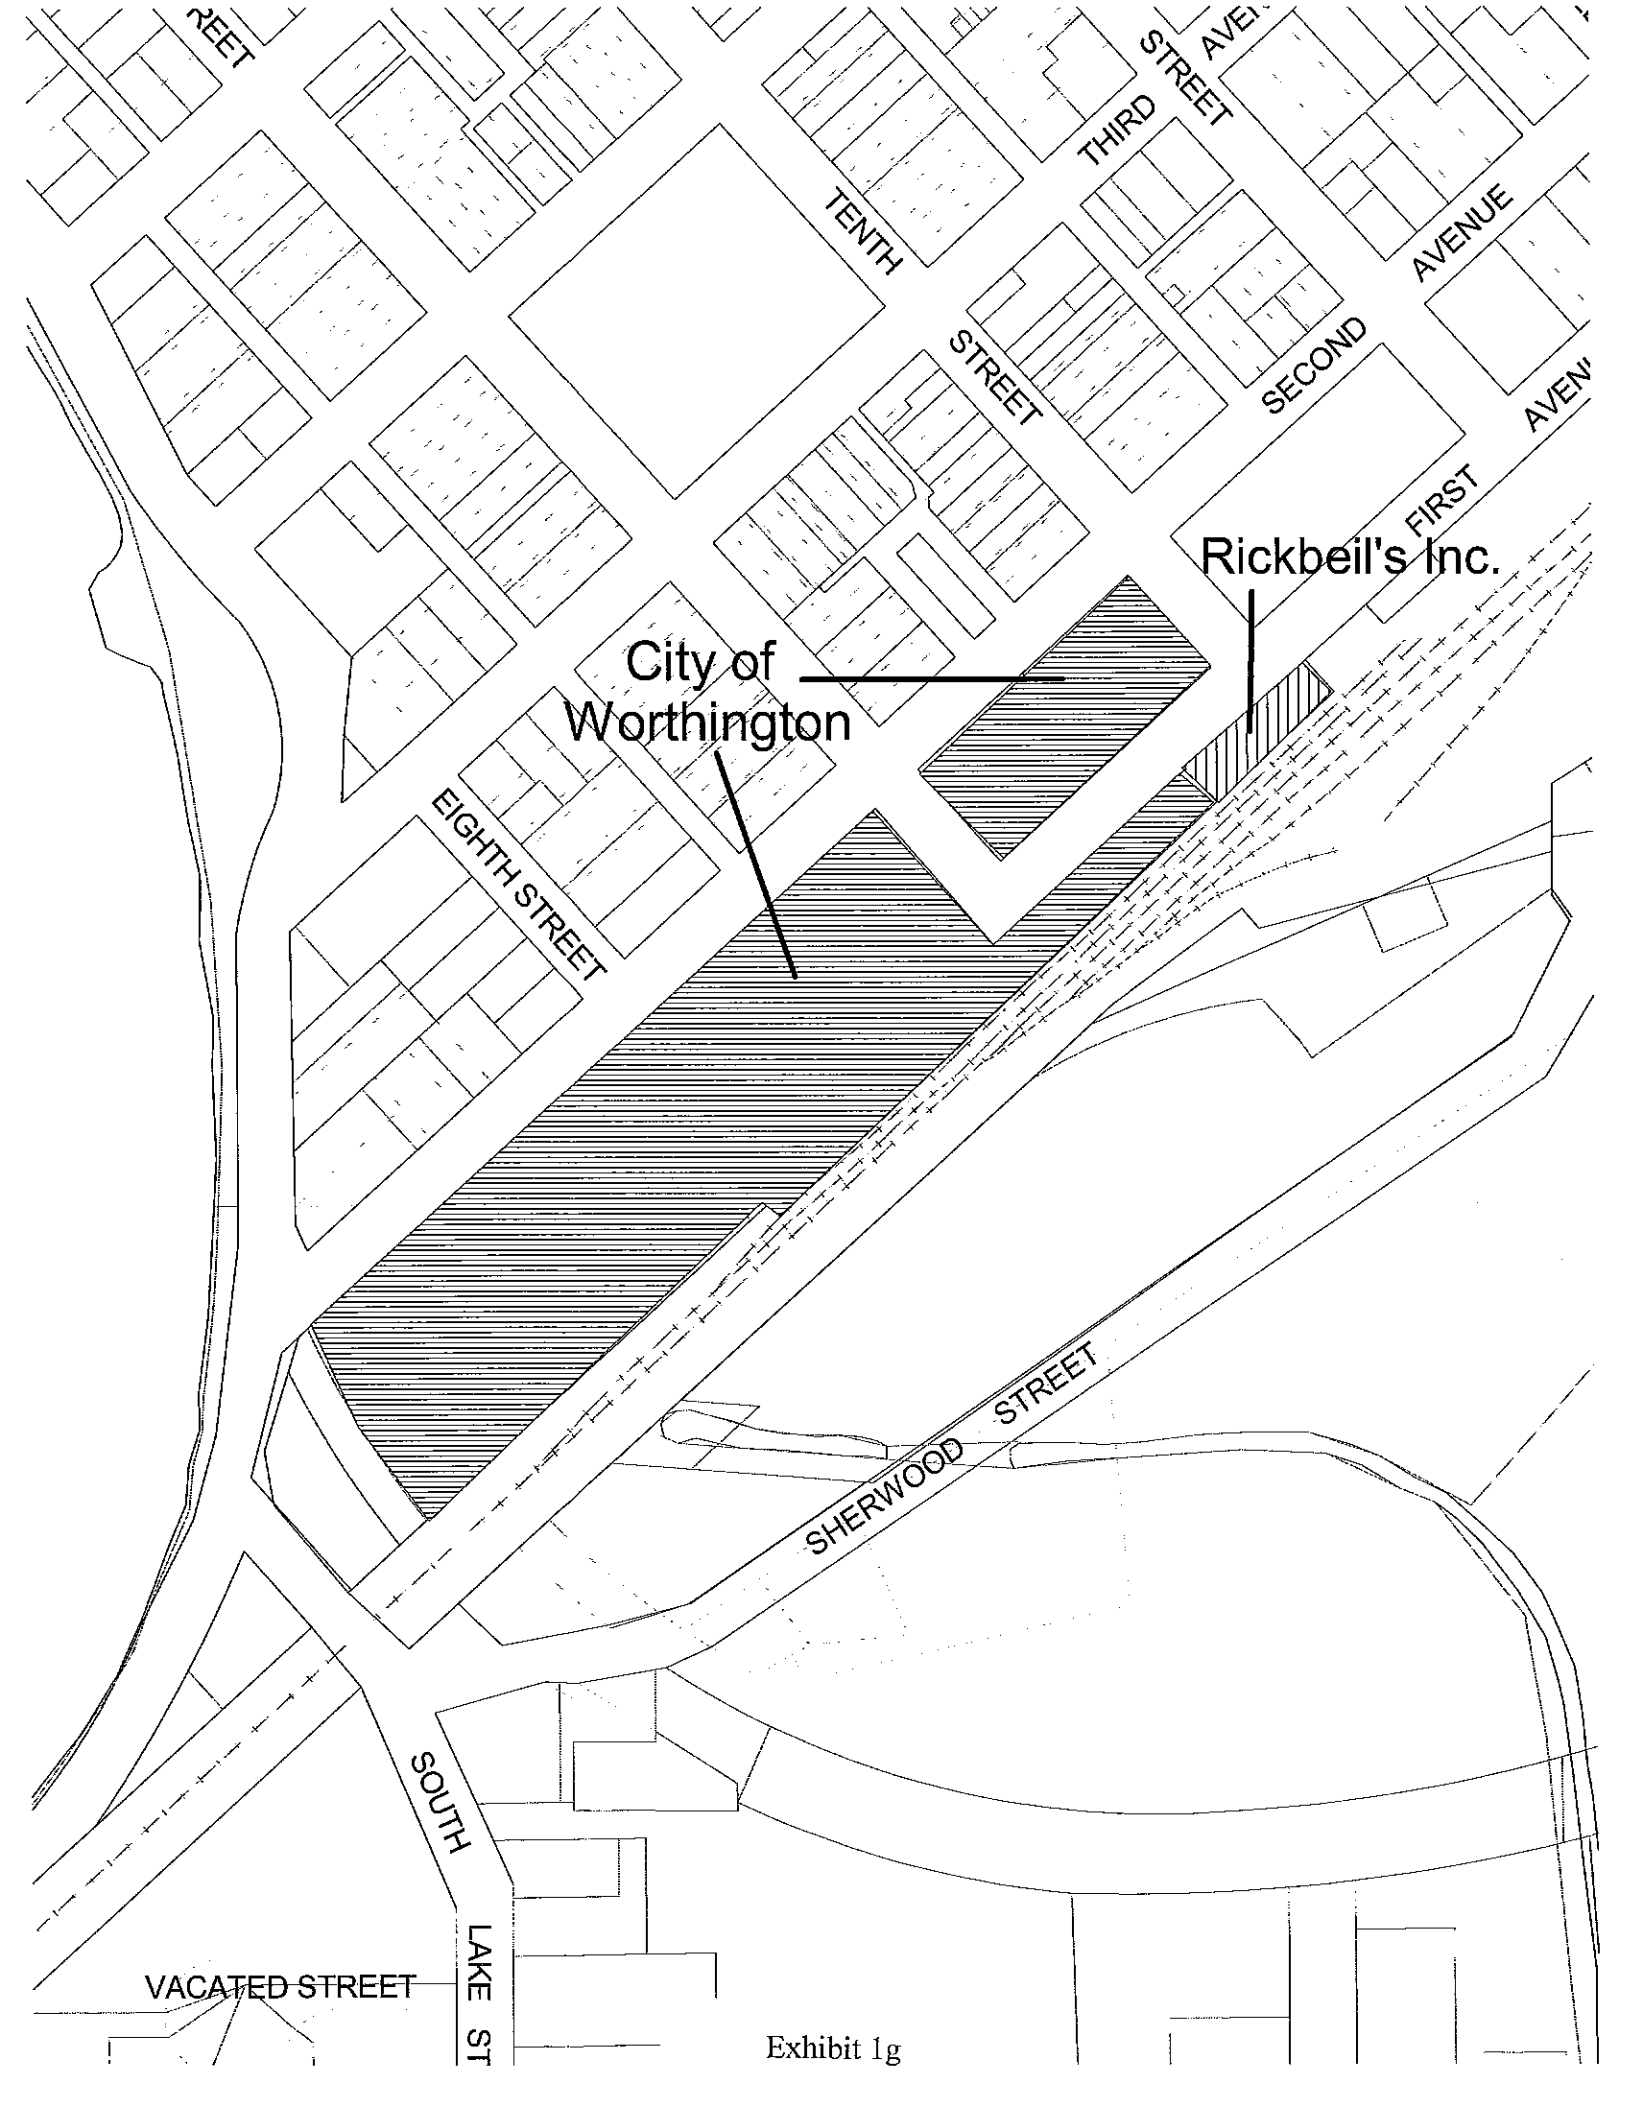 REET
STREET
AVEN
THIRD
TENTH
AVENUE
STREET
SECOND
AVENU
FIRST
Rickbeil's Inc.
City of
Worthington
EIGHTH STREET
STREET
SHERWOOD
SOUTH
LAKE ST
VACATED STREET
Exhibit 1g